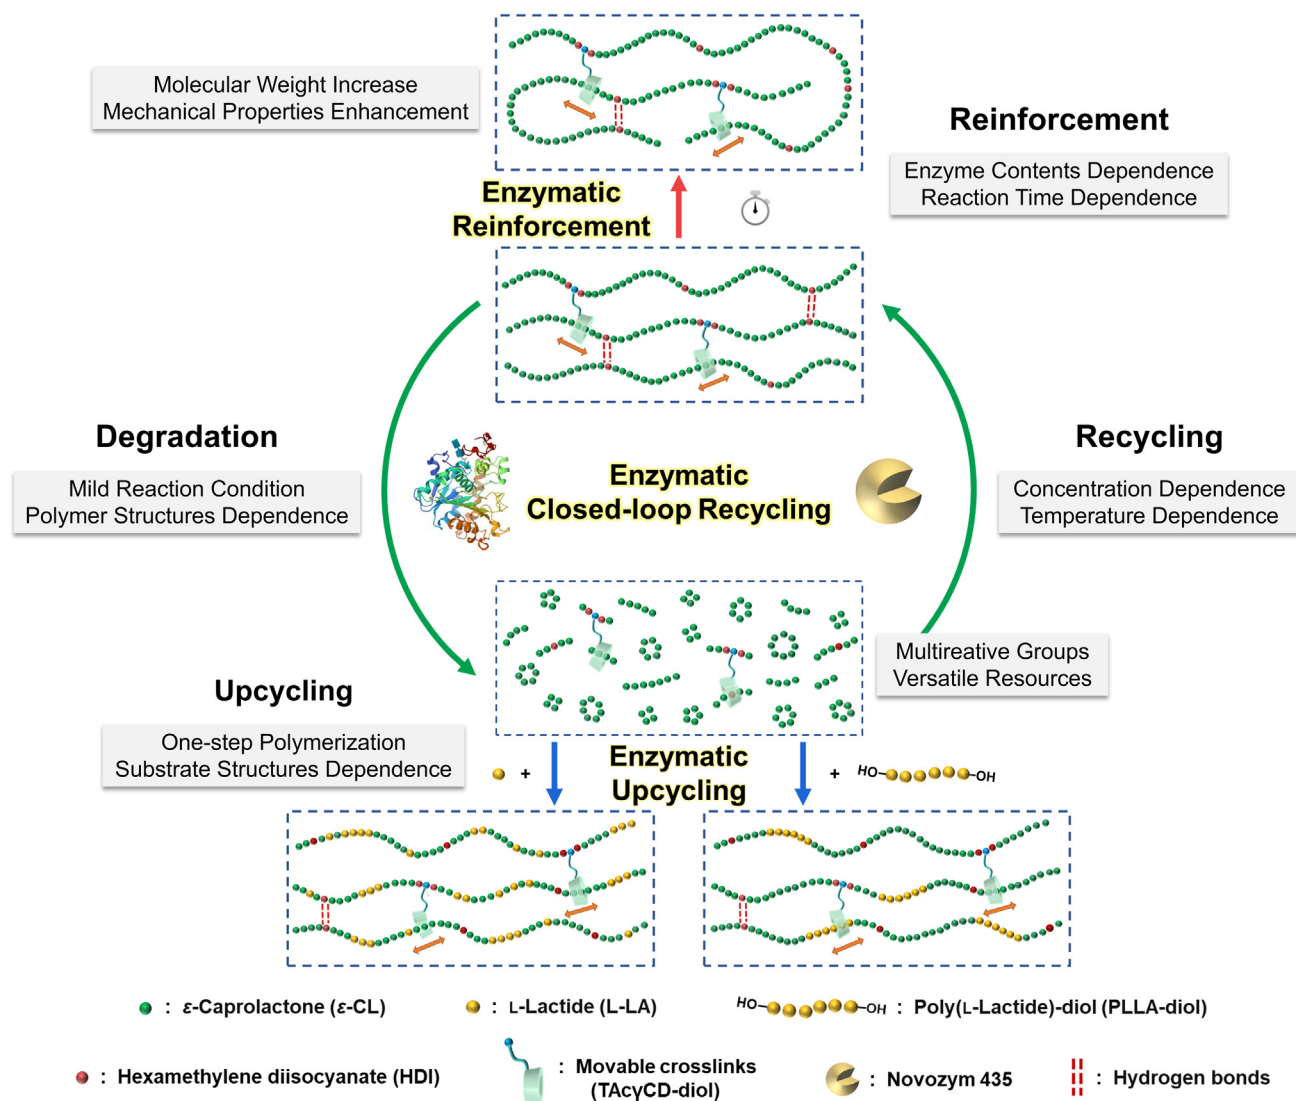 Molecular Weight Increase
Mechanical Properties Enhancement
Reinforcement
Enzyme Contents Dependence
Reaction Time Dependence
Enzymatic
Reinforcement
Degradation
Mild Reaction Condition
Polymer Structures Dependence
Enzymatic
Closed-loop Recycling
Recycling
Concentration Dependence
Temperature Dependence
Multireative Groups
Versatile Resources
Upcycling
One-step Polymerization
Substrate Structures Dependence
Enzymatic
Upcycling
+
+ HO OH
: ε-Caprolactone (ε-CL)
: L-Lactide (L-LA)
HO OH : Poly(L-Lactide)-diol (PLLA-diol)
: Hexamethylene diisocyanate (HDI)
: Movable crosslinks
(TAcγCD-diol)
: Novozym 435
: Hydrogen bonds